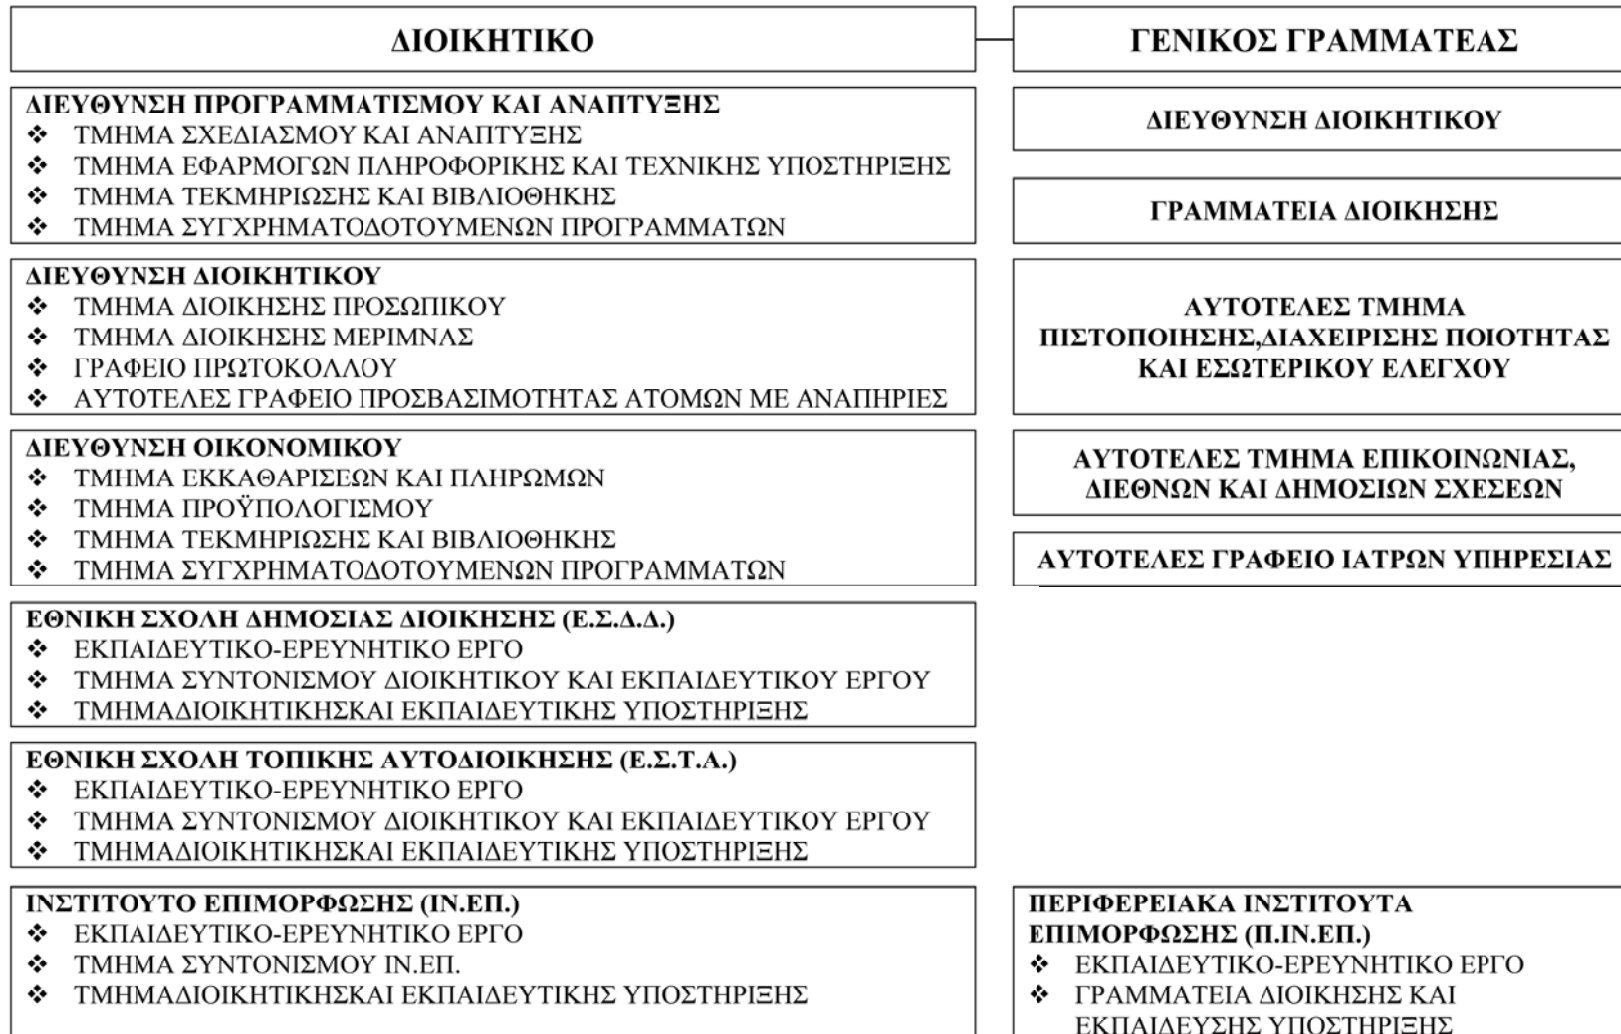 ΔΙΟΙΚΗΤΙΚΟ
ΓΕΝΙΚΟΣ ΓΡΑΜΜΑΤΕΑΣ
ΔΙΕΥΘΥΝΣΗ ΠΡΟΓΡΑΜΜΑΤΙΣΜΟΥ ΚΑΙ ΑΝΑΠΤΥΞΗΣ
❖ ΤΜΗΜΑ ΣΧΕΔΙΑΣΜΟΥ ΚΑΙ ΑΝΑΠΤΥΞΗΣ
❖ ΤΜΗΜΑ ΕΦΑΡΜΟΓΩΝ ΠΛΗΡΟΦΟΡΙΚΗΣ ΚΑΙ ΤΕΧΝΙΚΗΣ ΥΠΟΣΤΗΡΙΞΗΣ
❖ ΤΜΗΜΑ ΤΕΚΜΗΡΙΩΣΗΣ ΚΑΙ ΒΙΒΛΙΟΘΗΚΗΣ
❖ ΤΜΗΜΑ ΣΥΓΧΡΗΜΑΤΟΔΟΤΟΥΜΕΝΩΝ ΠΡΟΓΡΑΜΜΑΤΩΝ
ΔΙΕΥΘΥΝΣΗ ΔΙΟΙΚΗΤΙΚΟΥ
ΓΡΑΜΜΑΤΕΙΑ ΔΙΟΙΚΗΣΗΣ
ΔΙΕΥΘΥΝΣΗ ΔΙΟΙΚΗΤΙΚΟΥ
❖ ΤΜΗΜΑ ΔΙΟΙΚΗΣΗΣ ΠΡΟΣΩΠΙΚΟΥ
❖ ΤΜΗΜΑ ΔΙΟΙΚΗΣΗΣ ΜΕΡΙΜΝΑΣ
❖ ΓΡΑΦΕΙΟ ΠΡΩΤΟΚΟΛΛΟΥ
❖ ΑΥΤΟΤΕΛΕΣ ΓΡΑΦΕΙΟ ΠΡΟΣΒΑΣΙΜΟΤΗΤΑΣ ΑΤΟΜΩΝ ΜΕ ΑΝΑΠΗΡΙΕΣ
ΑΥΤΟΤΕΛΕΣ ΤΜΗΜΑ
ΠΙΣΤΟΠΟΙΗΣΗΣ,ΔΙΑΧΕΙΡΙΣΗΣ ΠΟΙΟΤΗΤΑΣ
ΚΑΙ ΕΣΩΤΕΡΙΚΟΥ ΕΛΕΓΧΟΥ
ΔΙΕΥΘΥΝΣΗ ΟΙΚΟΝΟΜΙΚΟΥ
❖ ΤΜΗΜΑ ΕΚΚΑΘΑΡΙΣΕΩΝ ΚΑΙ ΠΛΗΡΩΜΩΝ
❖ ΤΜΗΜΑ ΠΡΟΫΠΟΛΟΓΙΣΜΟΥ
❖ ΤΜΗΜΑ ΤΕΚΜΗΡΙΩΣΗΣ ΚΑΙ ΒΙΒΛΙΟΘΗΚΗΣ
❖ ΤΜΗΜΑ ΣΥΓΧΡΗΜΑΤΟΔΟΤΟΥΜΕΝΩΝ ΠΡΟΓΡΑΜΜΑΤΩΝ
ΑΥΤΟΤΕΛΕΣ ΤΜΗΜΑ ΕΠΙΚΟΙΝΩΝΙΑΣ,
ΔΙΕΘΝΩΝ ΚΑΙ ΔΗΜΟΣΙΩΝ ΣΧΕΣΕΩΝ
ΑΥΤΟΤΕΛΕΣ ΓΡΑΦΕΙΟ ΙΑΤΡΩΝ ΥΠΗΡΕΣΙΑΣ
ΕΘΝΙΚΗ ΣΧΟΛΗ ΔΗΜΟΣΙΑΣ ΔΙΟΙΚΗΣΗΣ (Ε.Σ.Δ.Δ.)
❖ ΕΚΠΑΙΔΕΥΤΙΚΟ-ΕΡΕΥΝΗΤΙΚΟ ΕΡΓΟ
❖ ΤΜΗΜΑ ΣΥΝΤΟΝΙΣΜΟΥ ΔΙΟΙΚΗΤΙΚΟΥ ΚΑΙ ΕΚΠΑΙΔΕΥΤΙΚΟΥ ΕΡΓΟΥ
❖ ΤΜΗΜΑΔΙΟΙΚΗΤΙΚΗΣΚΑΙ ΕΚΠΑΙΔΕΥΤΙΚΗΣ ΥΠΟΣΤΗΡΙΞΗΣ
ΕΘΝΙΚΗ ΣΧΟΛΗ ΤΟΠΙΚΗΣ ΑΥΤΟΔΙΟΙΚΗΣΗΣ (Ε.Σ.Τ.Α.)
❖ ΕΚΠΑΙΔΕΥΤΙΚΟ-ΕΡΕΥΝΗΤΙΚΟ ΕΡΓΟ
❖ ΤΜΗΜΑ ΣΥΝΤΟΝΙΣΜΟΥ ΔΙΟΙΚΗΤΙΚΟΥ ΚΑΙ ΕΚΠΑΙΔΕΥΤΙΚΟΥ ΕΡΓΟΥ
❖ ΤΜΗΜΑΔΙΟΙΚΗΤΙΚΗΣΚΑΙ ΕΚΠΑΙΔΕΥΤΙΚΗΣ ΥΠΟΣΤΗΡΙΞΗΣ
ΙΝΣΤΙΤΟΥΤΟ ΕΠΙΜΟΡΦΩΣΗΣ (ΙΝ.ΕΠ.)
❖ ΕΚΠΑΙΔΕΥΤΙΚΟ-ΕΡΕΥΝΗΤΙΚΟ ΕΡΓΟ
❖ ΤΜΗΜΑ ΣΥΝΤΟΝΙΣΜΟΥ ΙΝ.ΕΠ.
❖ ΤΜΗΜΑΔΙΟΙΚΗΤΙΚΗΣΚΑΙ ΕΚΠΑΙΔΕΥΤΙΚΗΣ ΥΠΟΣΤΗΡΙΞΗΣ
ΠΕΡΙΦΕΡΕΙΑΚΑ ΙΝΣΤΙΤΟΥΤΑ
ΕΠΙΜΟΡΦΩΣΗΣ (Π.ΙΝ.ΕΠ.)
❖ ΕΚΠΑΙΔΕΥΤΙΚΟ-ΕΡΕΥΝΗΤΙΚΟ ΕΡΓΟ
❖ ΓΡΑΜΜΑΤΕΙΑ ΔΙΟΙΚΗΣΗΣ ΚΑΙ
ΕΚΠΑΙΔΕΥΣΗΣ ΥΠΟΣΤΗΡΙΞΗΣ